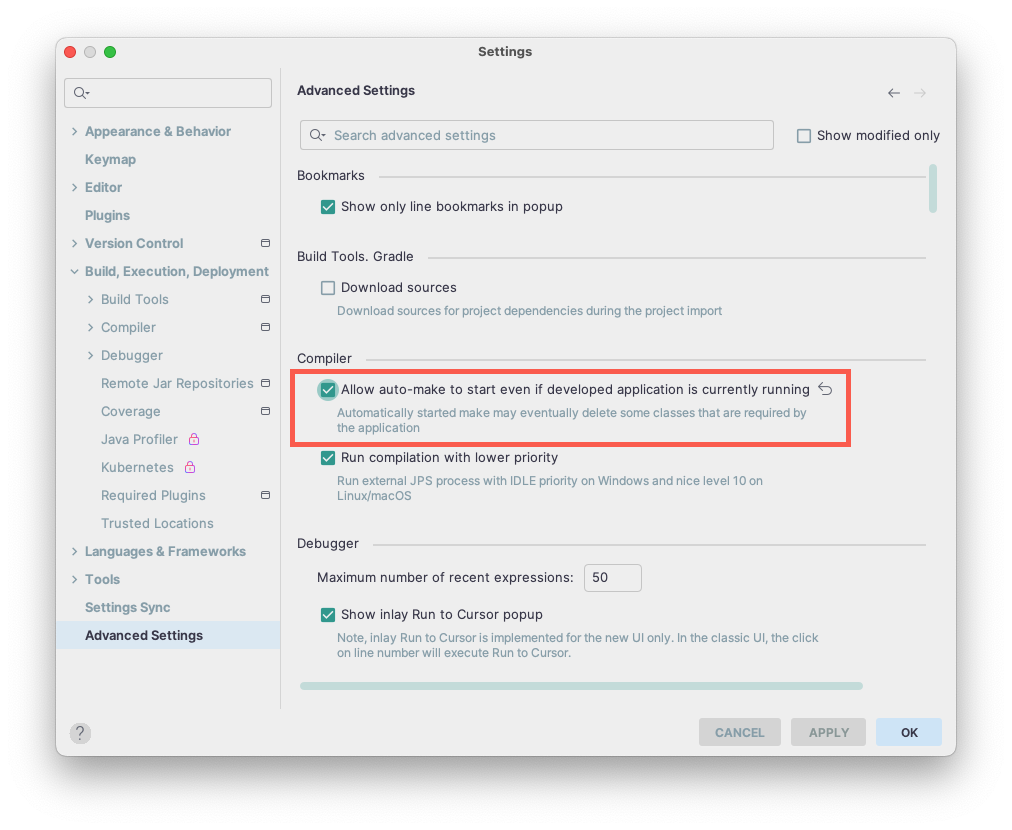 Settings
Appearance & Behavior
Keymap
Editor
Plugins
Version Control
Build, Execution, Deployment
Build Tools
Compiler
Debugger
Remote Jar Repositories
Coverage
Java Profiler
Kubernetes
Required Plugins
Trusted Locations
Languages & Frameworks
Tools
Settings Sync
Advanced Settings
Advanced Settings
Search advanced settings
Show modified only
Bookmarks
Show only line bookmarks in popup
Build Tools. Gradle
Download sources
Download sources for project dependencies during the project import
Compiler
Allow auto-make to start even if developed application is currently running
Automatically started make may eventually delete some classes that are required by
the application
Run compilation with lower priority
Run external JPS process with IDLE priority on Windows and nice level 10 on
Linux/macOS
Debugger
Maximum number of recent expressions: 50
Show inlay Run to Cursor popup
Note, inlay Run to Cursor is implemented for the new UI only. In the classic UI, the click
on line number will execute Run to Cursor.
?
CANCEL
APPLY
OK